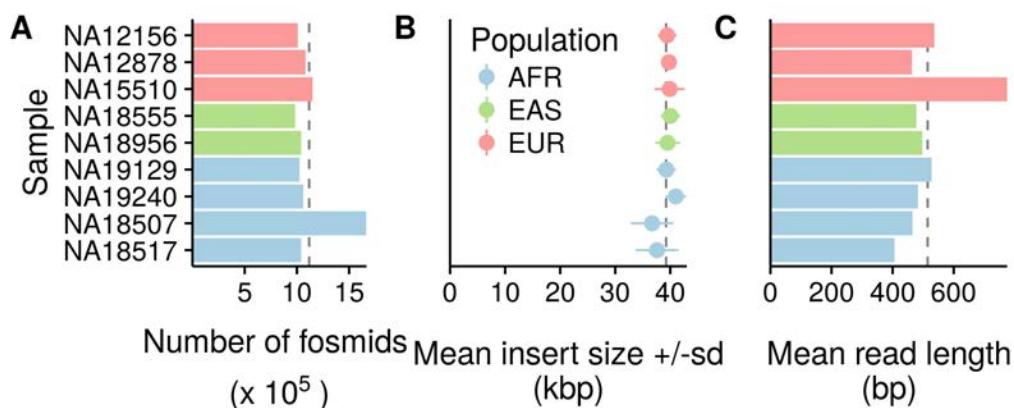 A
B
C
Sample
NA12156
NA12878
NA15510
NA18555
NA18956
NA19129
NA19240
NA18507
NA18517
5 10 15
Number of fosmids
(x 10⁵ )
Population
AFR
EAS
EUR
0 10 20 30 40
Mean insert size +/-sd
(kbp)
0 200 400 600
Mean read length
(bp)